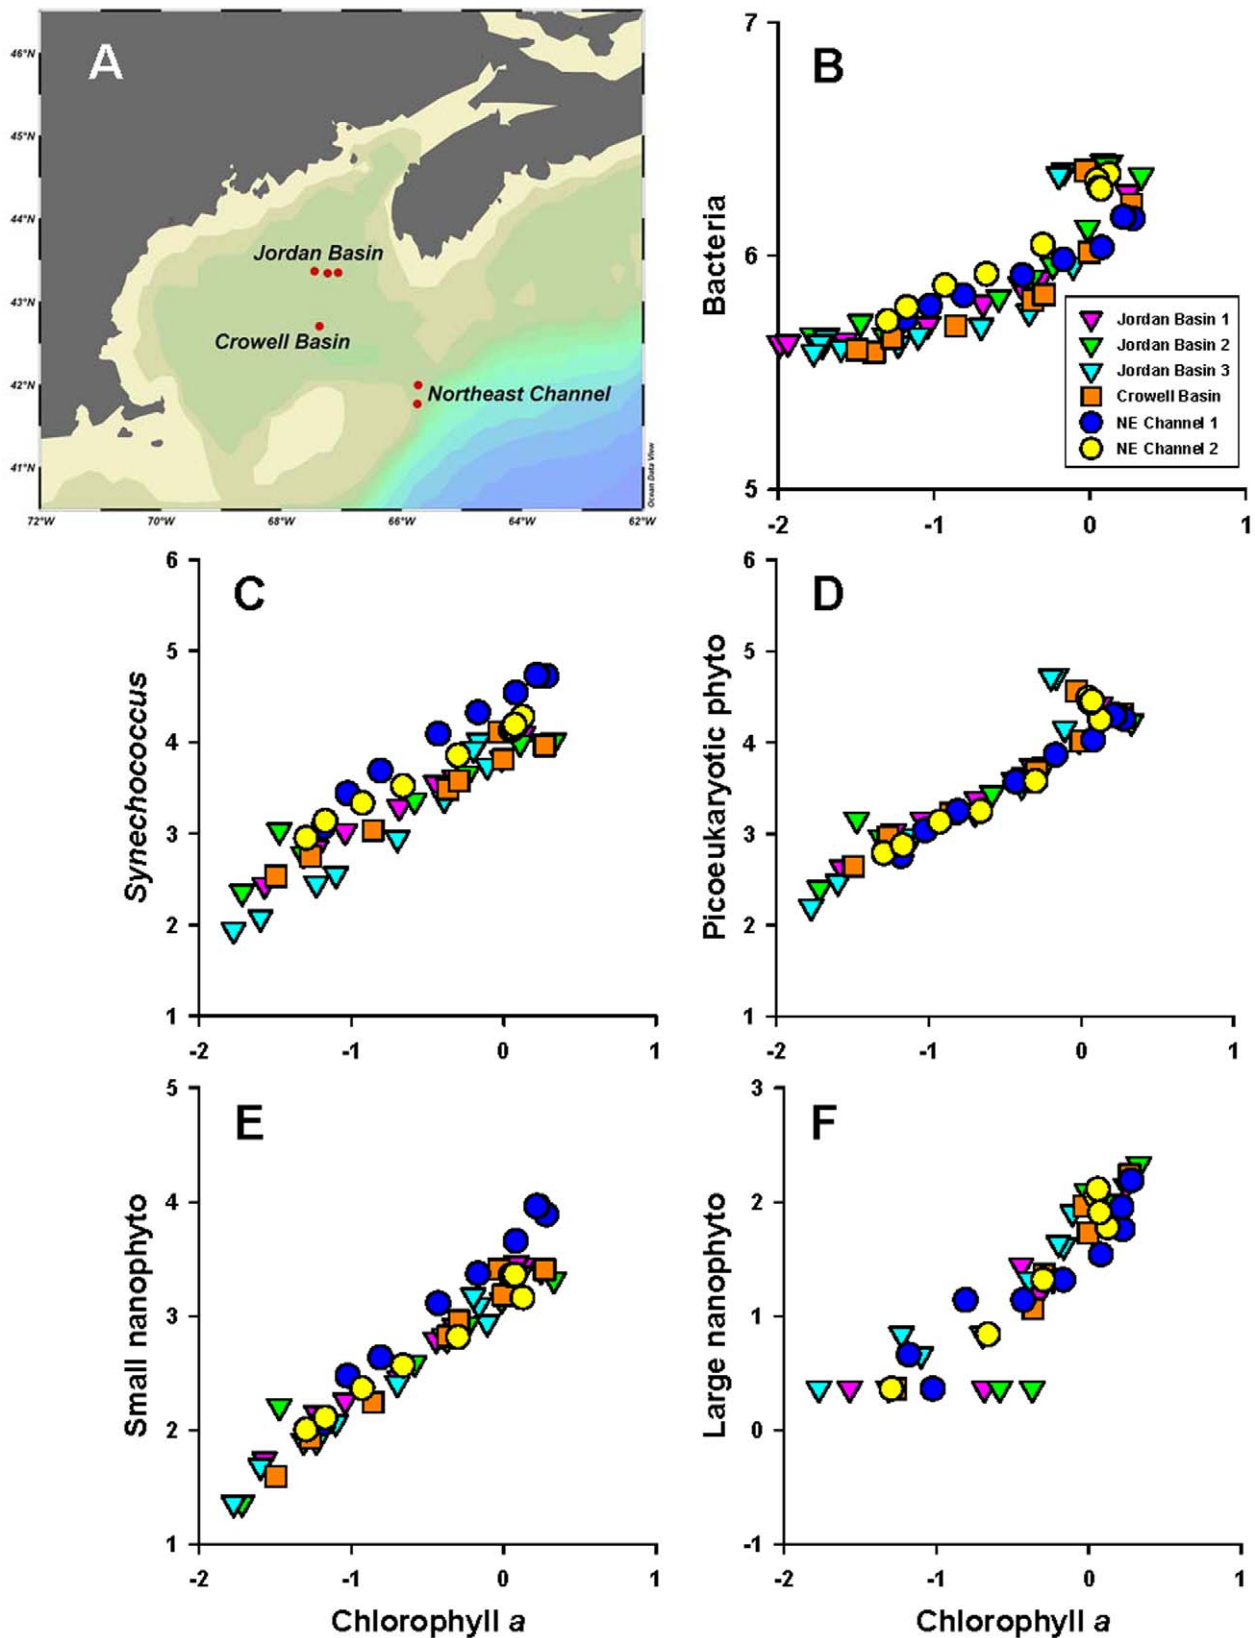 A
46°N
45°N
44°N
43°N
42°N
41°N
72°W
70°W
68°W
66°W
64°W
62°W
Jordan Basin
Crowell Basin
Northeast Channel
Ocean Data View
B
Bacteria
7
6
5
-2
-1
0
1
Jordan Basin 1
Jordan Basin 2
Jordan Basin 3
Crowell Basin
NE Channel 1
NE Channel 2
C
Synechococcus
6
5
4
3
2
1
-2
-1
0
1
D
Picoeukaryotic phyto
6
5
4
3
2
1
-2
-1
0
1
E
Small nanophyto
5
4
3
2
1
-2
-1
0
1
Chlorophyll a
F
Large nanophyto
3
2
1
0
-1
-2
-1
0
1
Chlorophyll a